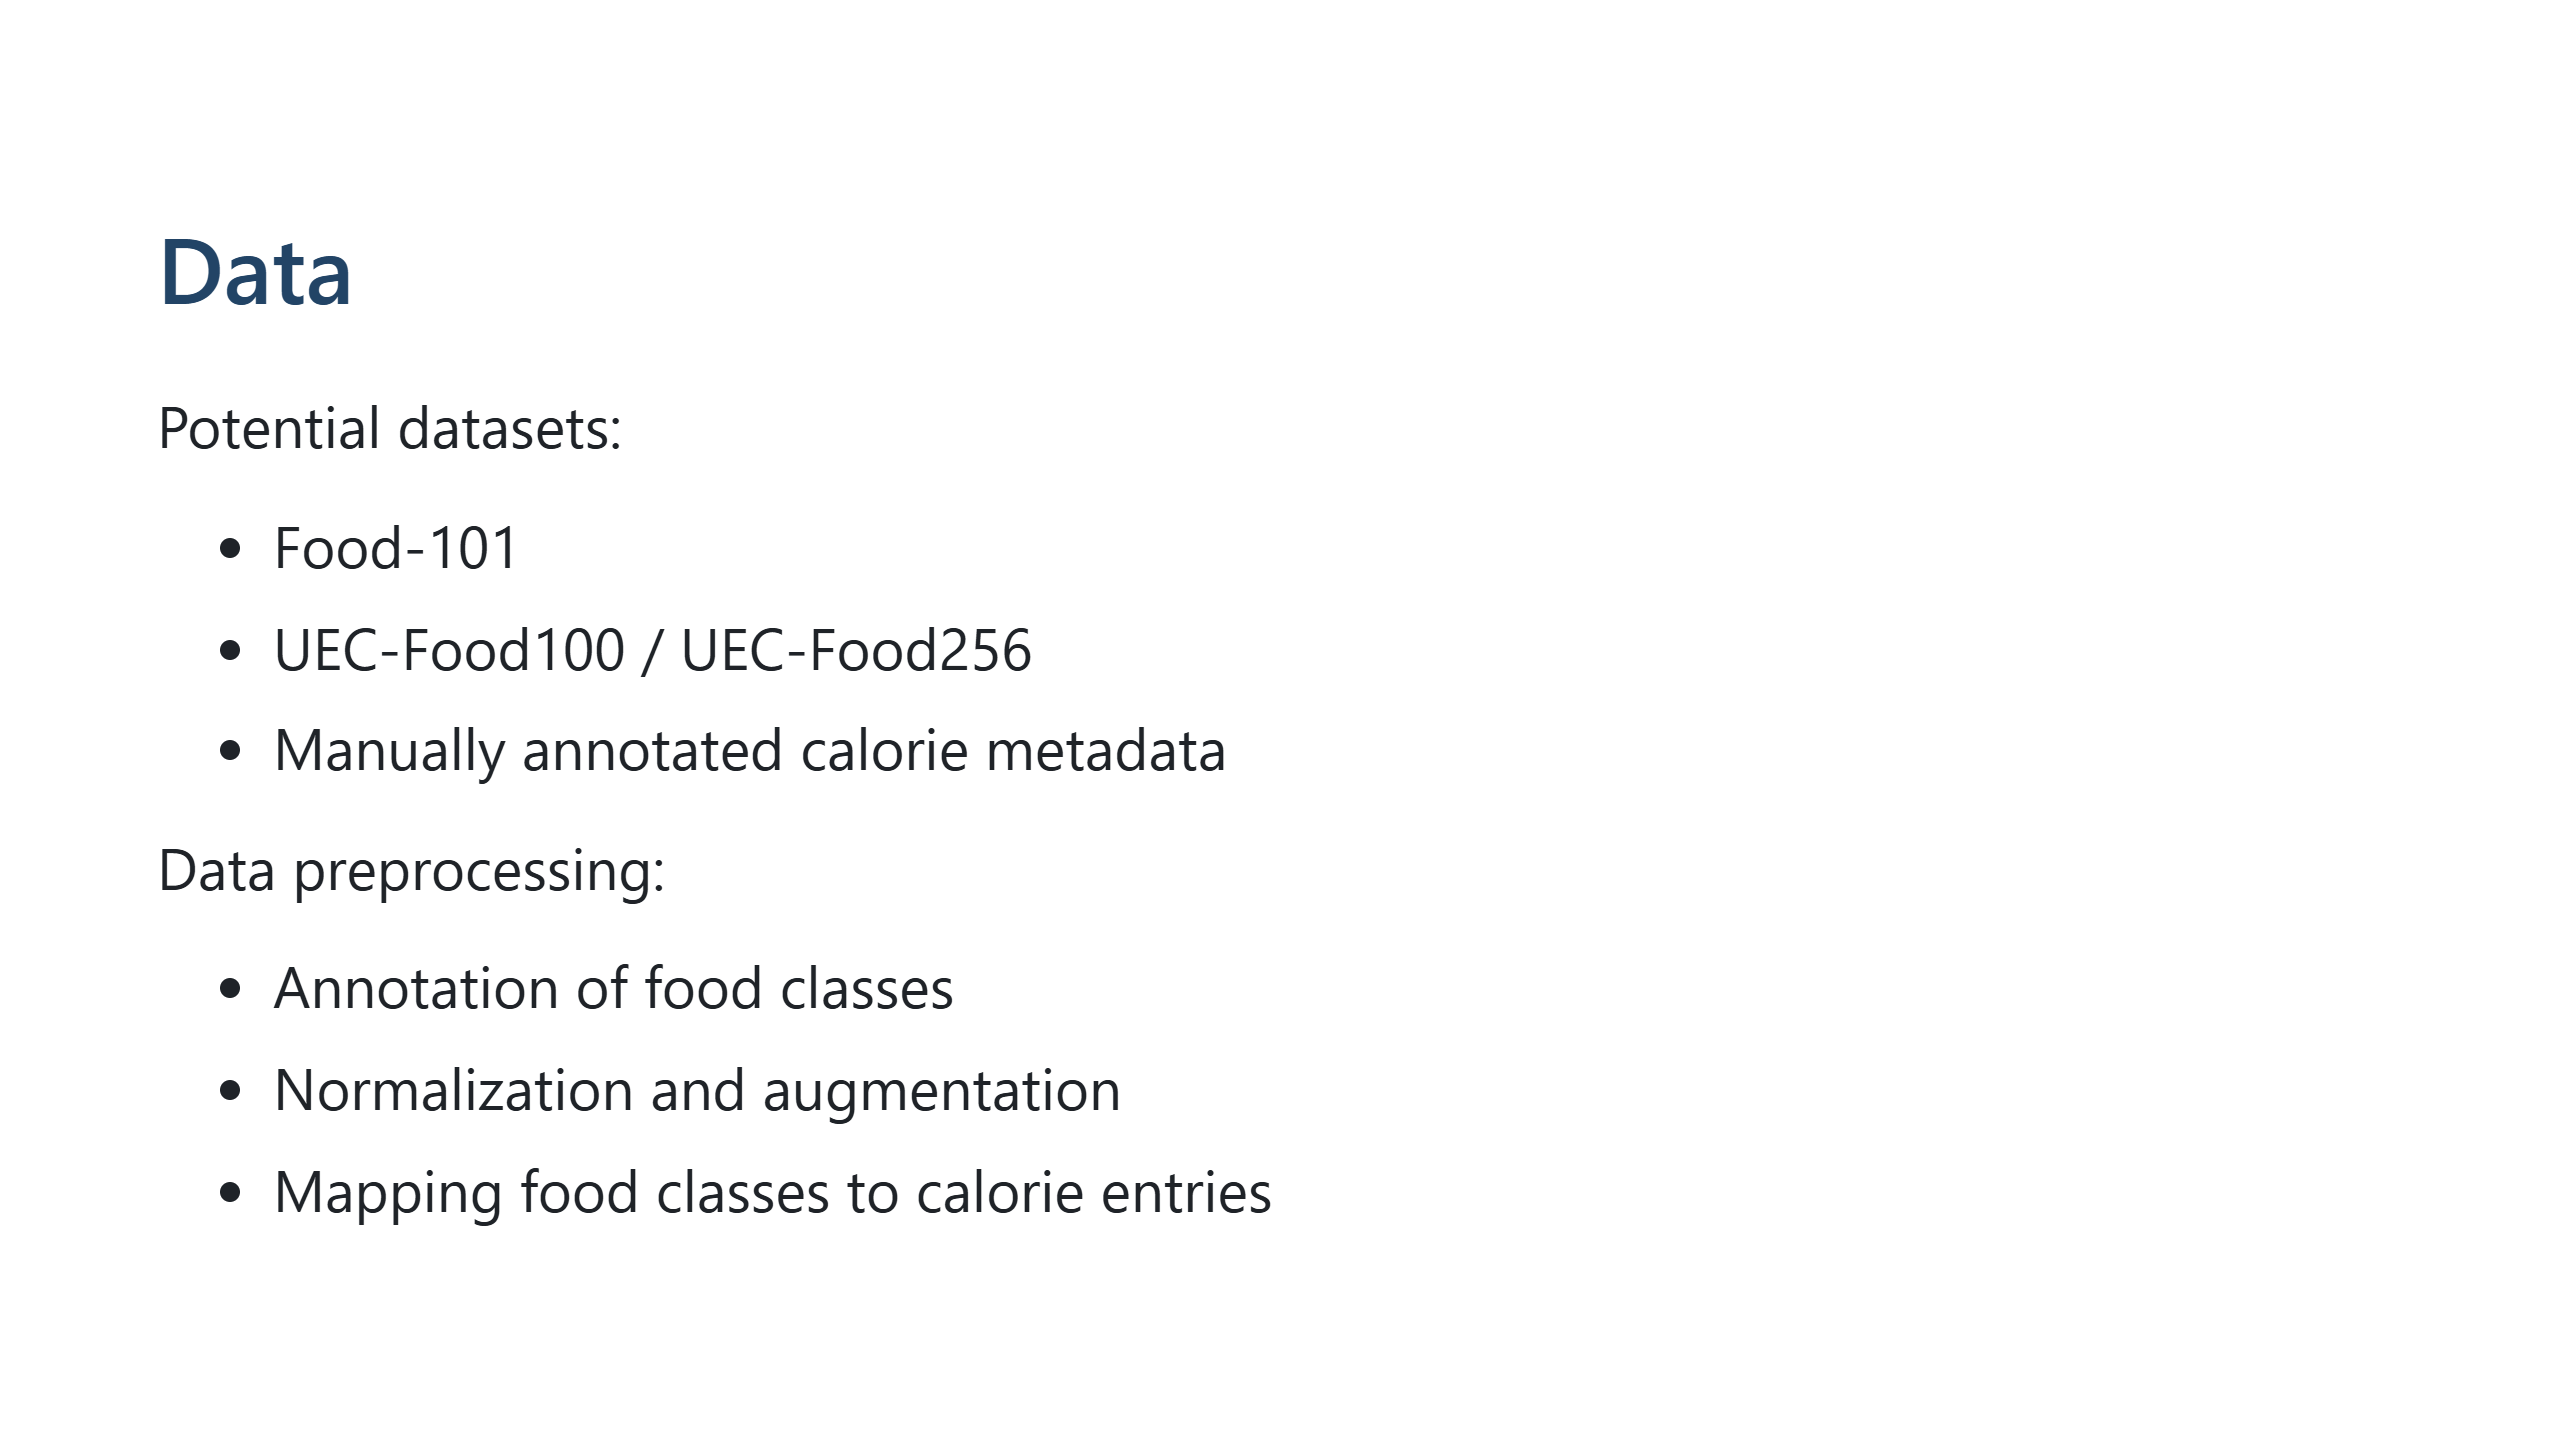 Data
Potential datasets:
• Food-101
• UEC-Food100 / UEC-Food256
• Manually annotated calorie metadata
Data preprocessing:
• Annotation of food classes
• Normalization and augmentation
• Mapping food classes to calorie entries